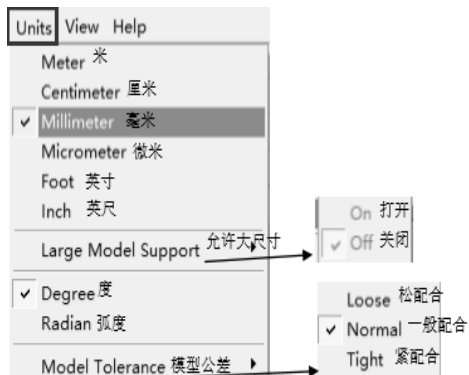 Units View Help
Meter 米
Centimeter 厘米
Millimeter 毫米
Micrometer 微米
Foot 英寸
Inch 英尺
Large Model Support 允许大尺寸
On 打开
Off 关闭
Degree 度
Radian 弧度
Model Tolerance 模型公差
Loose 松配合
Normal 一般配合
Tight 紧配合